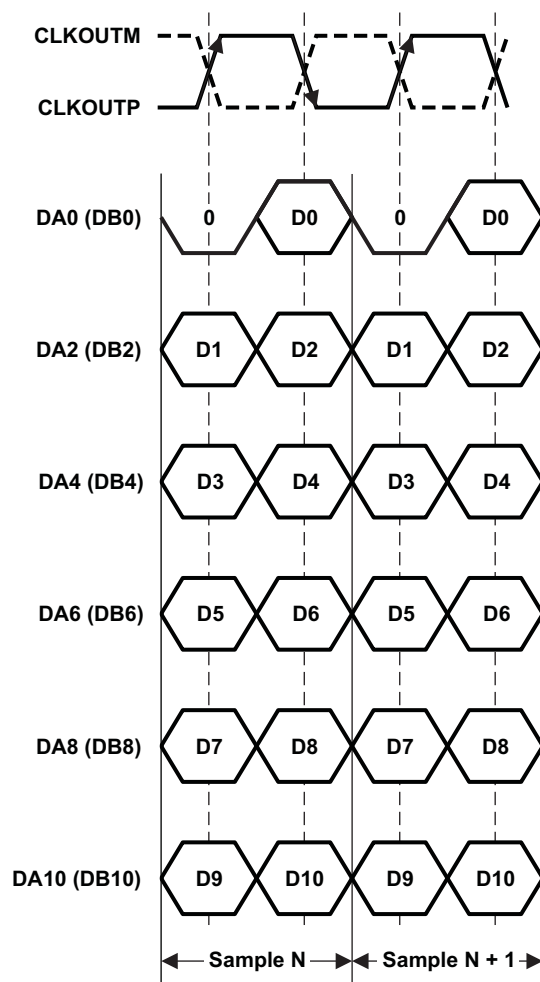 CLKOUTM
CLKOUTP
DA0 (DB0) 0 D0 0 D0
DA2 (DB2) D1 D2 D1 D2
DA4 (DB4) D3 D4 D3 D4
DA6 (DB6) D5 D6 D5 D6
DA8 (DB8) D7 D8 D7 D8
DA10 (DB10) D9 D10 D9 D10
Sample N Sample N + 1